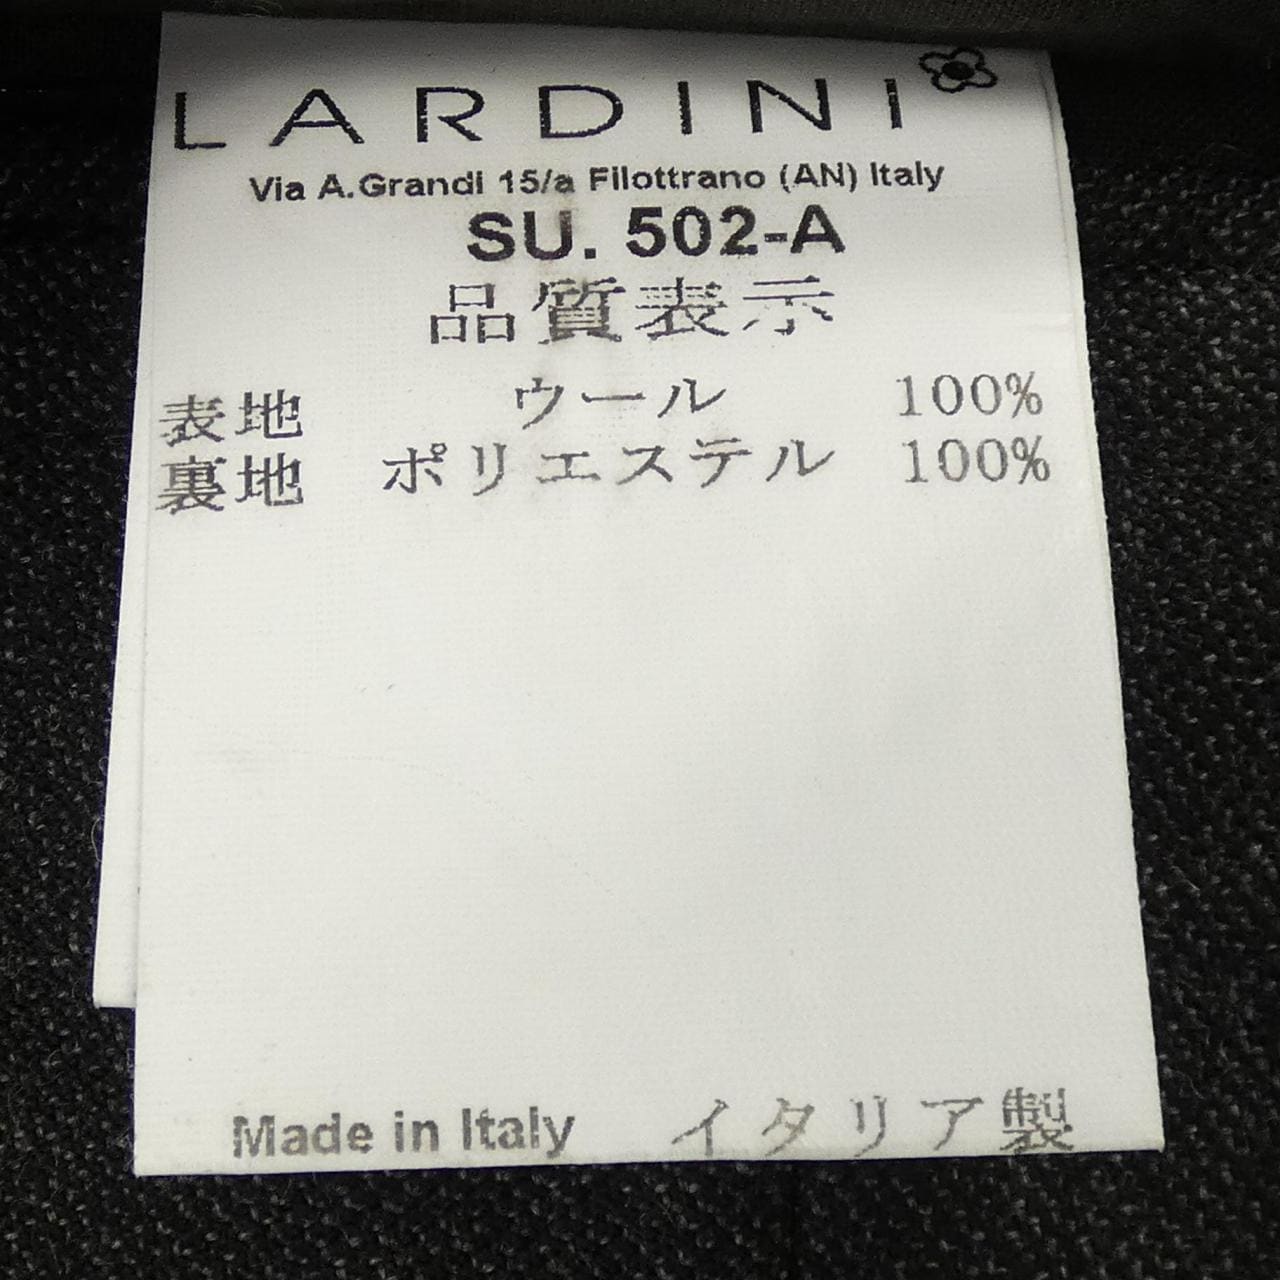 LARDINI
Via A.Grandi 15/a Filottrano (AN) Italy
SU. 502-A
品質表示
表地 ウール 100%
裏地 ポリエステル 100%
Made in Italy イタリア製